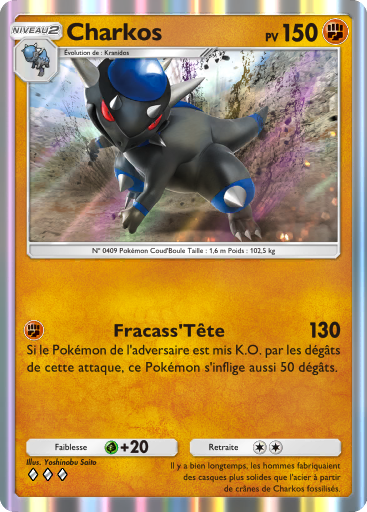 NIVEAU 2
Charkos
PV 150
Évolution de : Kranidos
N° 0409 Pokémon Coud'Boule Taille : 1,6 m Poids : 102,5 kg
Fracass'Tête 130
Si le Pokémon de l'adversaire est mis K.O. par les dégâts
de cette attaque, ce Pokémon s'inflige aussi 50 dégâts.
Faiblesse +20
Retraite
Illus. Yoshinobu Saito
Il y a bien longtemps, les hommes fabriquaient
des casques plus solides que l'acier à partir
de crânes de Charkos fossilisés.